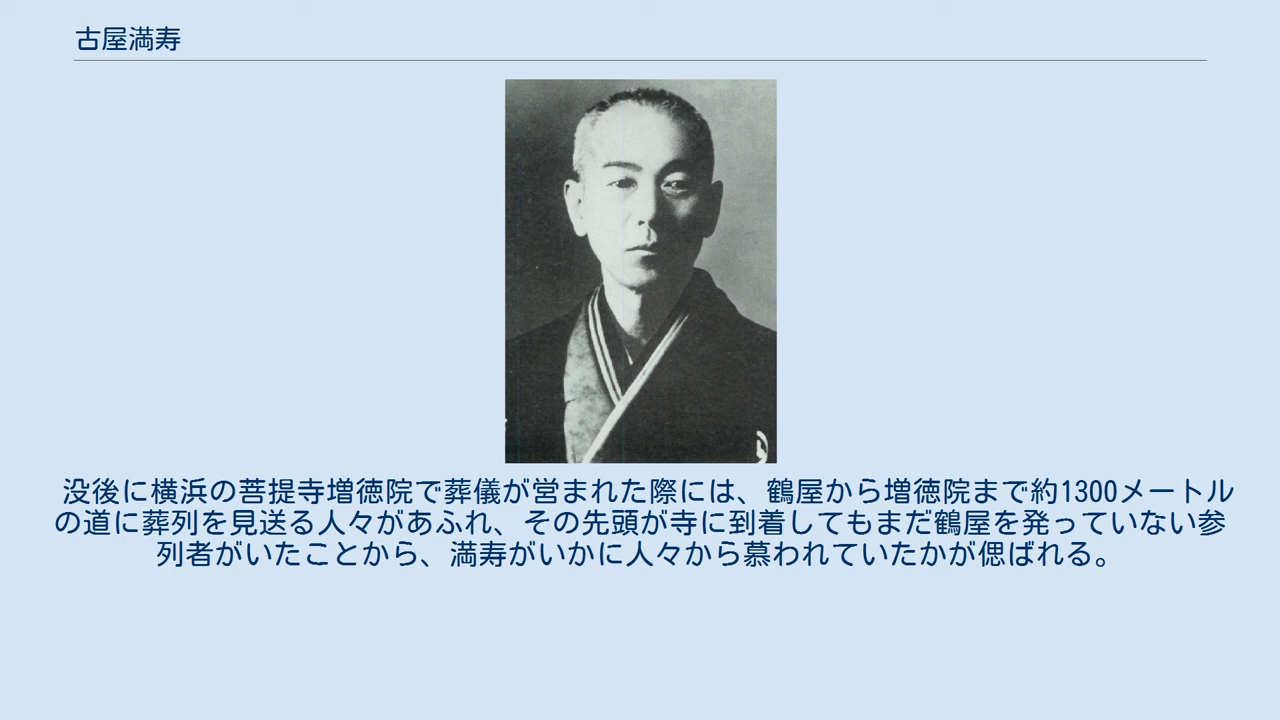 古屋満寿
没後に横浜の菩提寺増徳院で葬儀が営まれた際には、鶴屋から増徳院まで約1300メートル
の道に葬列を見送る人々があふれ、その先頭が寺に到着してもまだ鶴屋を発っていない参
列者がいたことから、満寿がいかに人々から慕われていたかが偲ばれる。